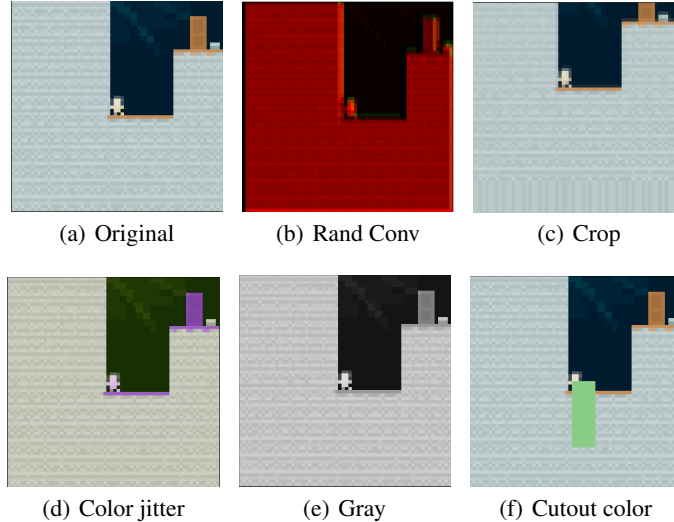 (a) Original
(b) Rand Conv
(c) Crop
(d) Color jitter
(e) Gray
(f) Cutout color